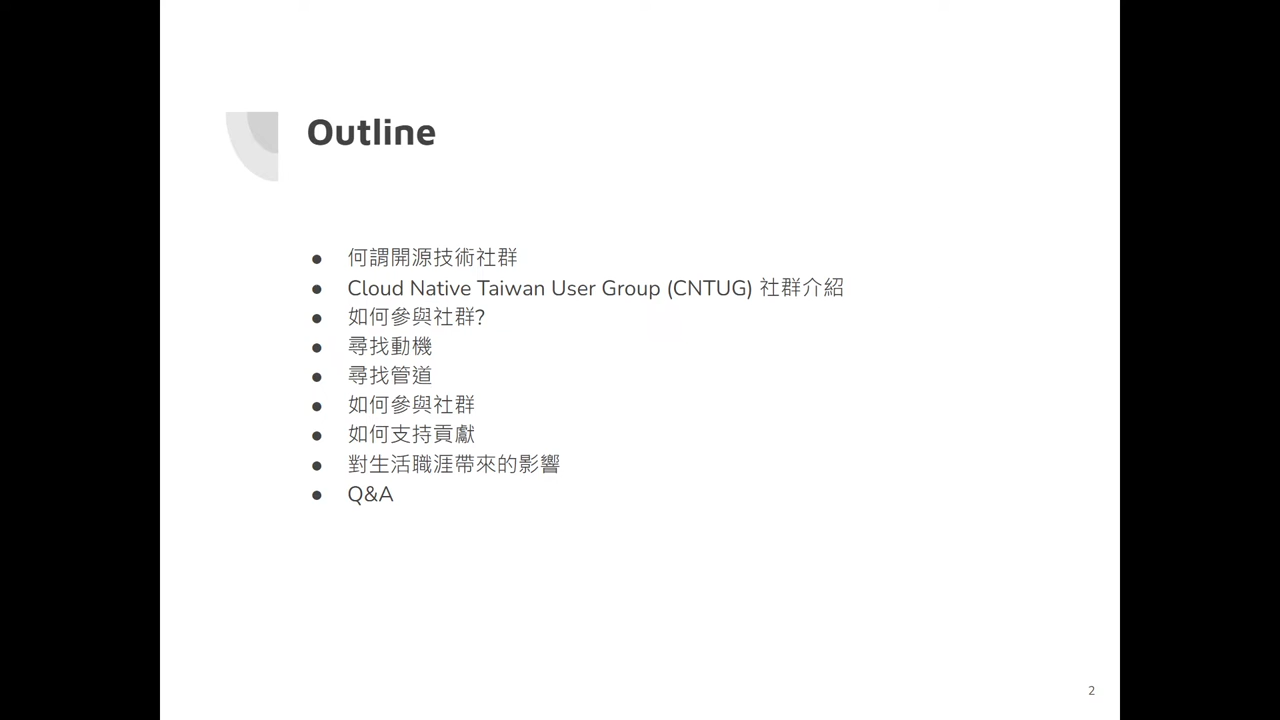 Outline
● 何謂開源技術社群
● Cloud Native Taiwan User Group (CNTUG) 社群介紹
● 如何參與社群?
● 尋找動機
● 尋找管道
● 如何參與社群
● 如何支持貢獻
● 對生活職涯帶來的影響
● Q&A
2